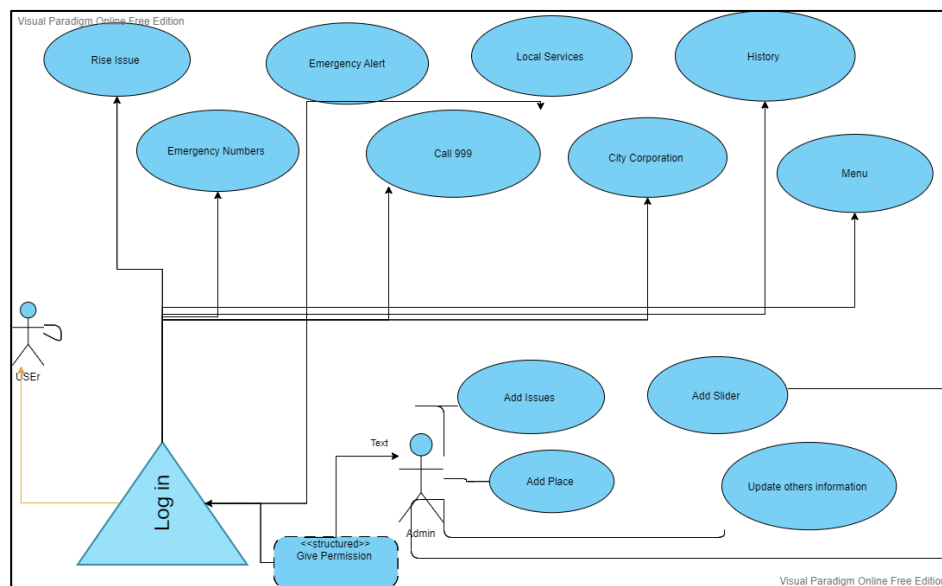 Visual Paradigm Online Free Edition
Rise Issue
Emergency Alert
Local Services
History
Emergency Numbers
Call 999
City Corporation
Menu
USEr
Add Issues
Add Slider
Text
Log in
Add Place
Update others information
Admin
<<structured>>
Give Permission
Visual Paradigm Online Free Edition